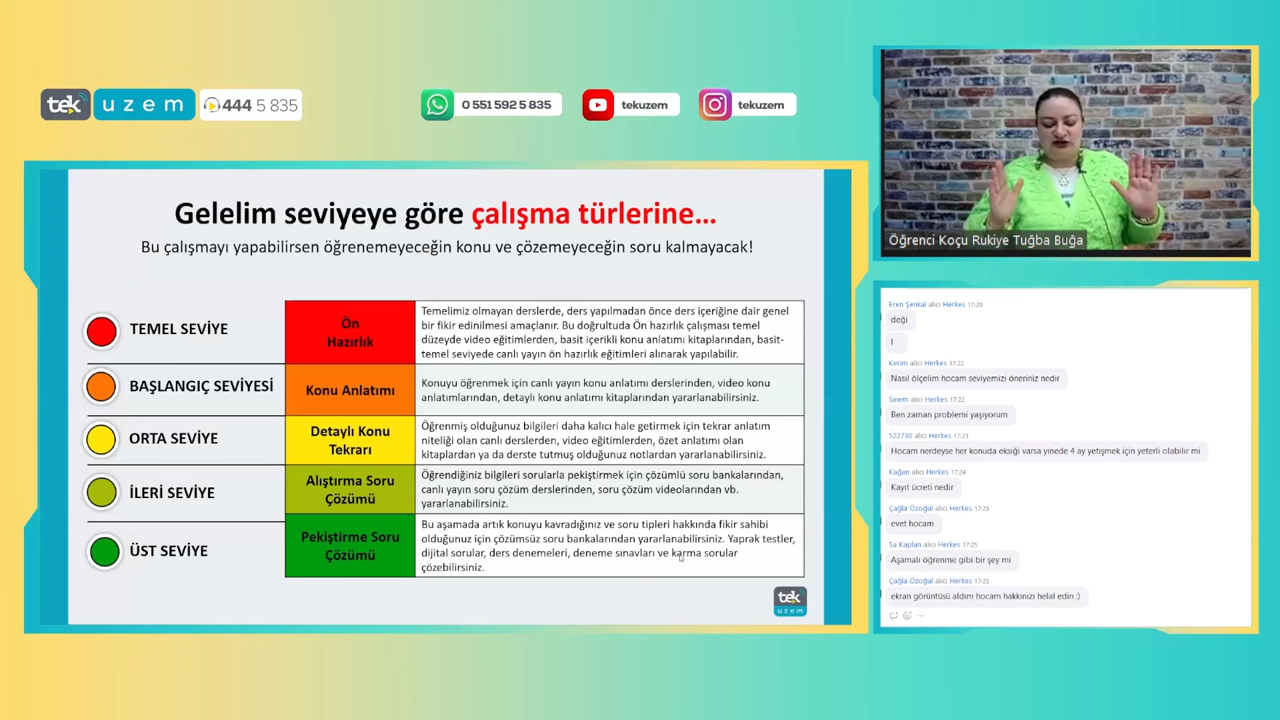 tek
uzem
444 5 835
0 551 592 5 835
tekuzem
tekuzem
Gelelim seviyeye göre çalışma türlerine...
Bu çalışmayı yapabilirsen öğrenemeyeceğin konu ve çözemeyeceğin soru kalmayacak!
TEMEL SEVİYE
Ön
Hazırlık
Temelimiz olmayan derslerde, ders yapılmadan önce ders içeriğine dair genel
bir fikir edinilmesi amaçlanır. Bu doğrultuda Ön hazırlık çalışması temel
düzeyde video eğitimlerden, basit içerikli konu anlatımı kitaplarından, basit-
temel seviyede canlı yayın ön hazırlık eğitimleri alınarak yapılabilir.
BAŞLANGIÇ SEVİYESİ
Konu Anlatımı
Konuyu öğrenmek için canlı yayın konu anlatımı derslerinden, video konu
anlatımlarından, detaylı konu anlatımı kitaplarından yararlanabilirsiniz.
ORTA SEVİYE
Detaylı Konu
Tekrarı
Öğrenmiş olduğunuz bilgileri daha kalıcı hale getirmek için tekrar anlatım
niteliği olan canlı derslerden, video eğitimlerden, özet anlatımı olan
kitaplardan ya da derste tutmuş olduğunuz notlardan yararlanabilirsiniz.
İLERİ SEVİYE
Alıştırma Soru
Çözümü
Öğrendiğiniz bilgileri sorularla pekiştirmek için çözümlü soru bankalarından,
canlı yayın soru çözüm derslerinden, soru çözüm videolarından vb.
yararlanabilirsiniz.
ÜST SEVİYE
Pekiştirme Soru
Çözümü
Bu aşamada artık konuyu kavradığınız ve soru tipleri hakkında fikir sahibi
olduğunuz için çözümsüz soru bankalarından yararlanabilirsiniz. Yaprak testler,
dijital sorular, ders denemeleri, deneme sınavları ve karma sorular
çözebilirsiniz.
tek
uzem
Öğrenci Koçu Rukiye Tuğba Buğa
Eren Şenkal alıcı Herkes 17:20
deği
l
Kerim alıcı Herkes 17:22
Nasıl ölçelim hocam seviyemizi öneriniz nedir
Sinem alıcı Herkes 17:22
Ben zaman problemi yaşıyorum
522730 alıcı Herkes 17:23
Hocam nerdeyse her konuda eksiği varsa yinede 4 ay yetişmek için yeterli olabilir mi
Kağan alıcı Herkes 17:24
Kayıt ücreti nedir
Çağla Özoğul alıcı Herkes 17:25
evet hocam
Su Kaplan alıcı Herkes 17:25
Aşamalı öğrenme gibi bir şey mi
Çağla Özoğul alıcı Herkes 17:25
ekran görüntüsü aldım hocam hakkınızı helal edin :)